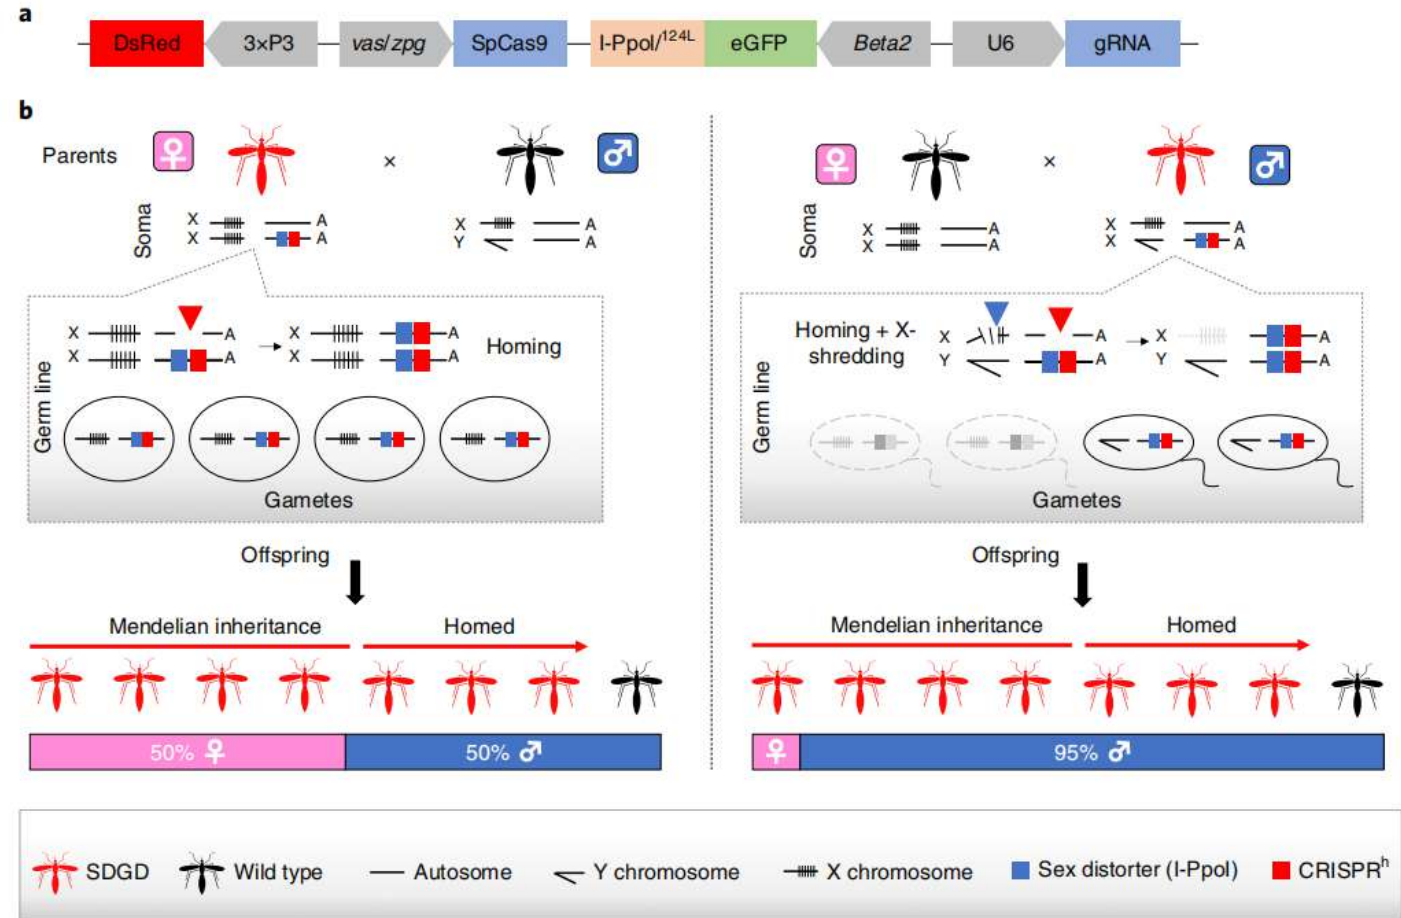 a
DsRed 3×P3 vas/zpg SpCas9 I-PpoI/124L eGFP Beta2 U6 gRNA
b
Parents ♀ × ♂
Soma
X A
X A
X A
Y A
Germ line
X A
X A
X A
X A
Homing
Gametes
Offspring
Mendelian inheritance Homed
50% ♀ 50% ♂
♀ × ♂
Soma
X A
X A
X A
X A
Germ line
Homing + X-
shredding
X A
Y A
X A
Y A
Gametes
Offspring
Mendelian inheritance Homed
♀ 95% ♂
SDGD Wild type Autosome Y chromosome X chromosome Sex distorter (I-PpoI) CRISPRh